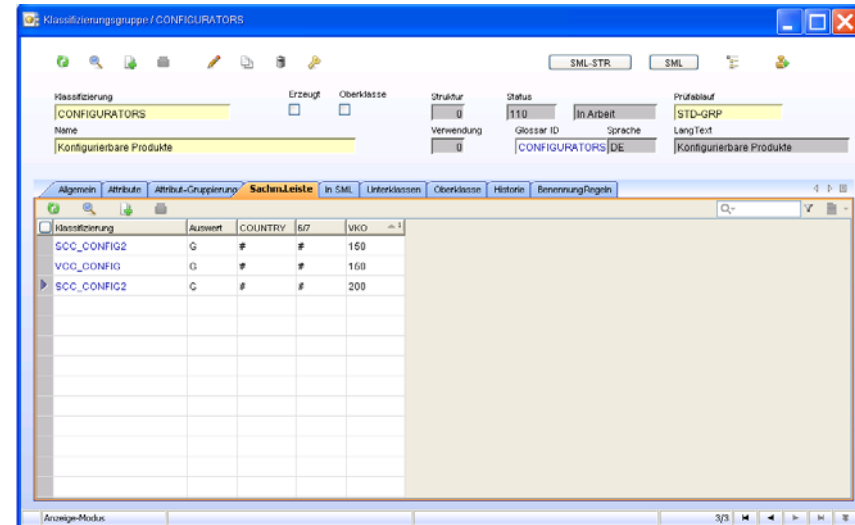 Klassifizierungsgruppe / CONFIGURATORS
SML-STR SML
Klassifizierung Erzeugt Oberklasse Struktur Status Prüfablauf
CONFIGURATORS 0 110 In Arbeit STD-GRP
Name Verwendung Glossar ID Sprache LangText
Konfigurierbare Produkte 0 CONFIGURATORS DE Konfigurierbare Produkte
Allgemein Attribute Attribut-Gruppierung Sachm.Leiste In SML Unterklassen Oberklasse Historie BenennungRegeln
Klassifizierung Auswert COUNTRY 6/7 VKO 1
SCC_CONFIG2 G # # 150
VCC_CONFIG G # # 160
SCC_CONFIG2 G # # 200
Anzeige-Modus 3/3